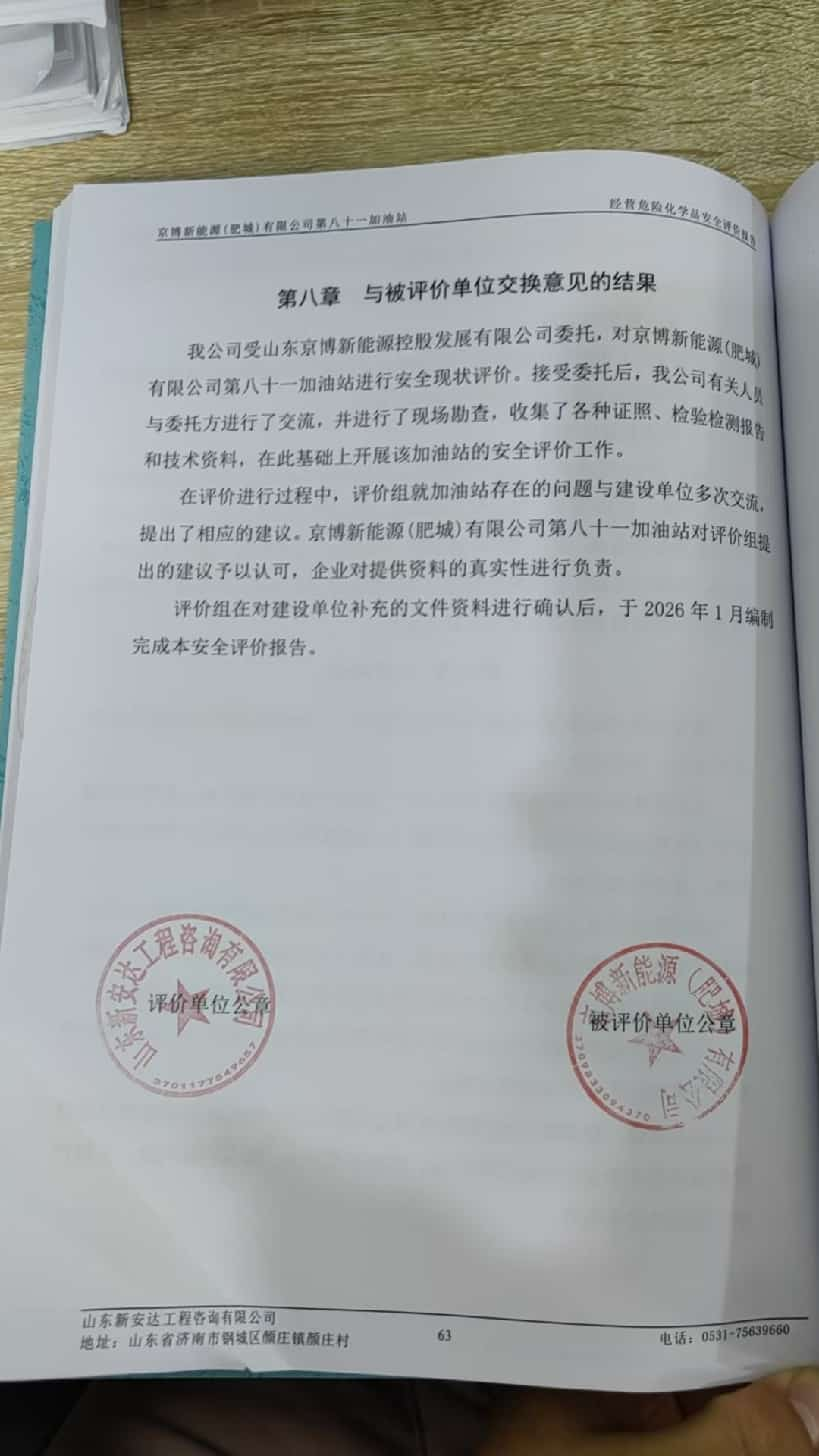 京博新能源(肥城)有限公司第八十一加油站
经营危险化学品安全评价报告
第八章 与被评价单位交换意见的结果
我公司受山东京博新能源控股发展有限公司委托，对京博新能源(肥城)
有限公司第八十一加油站进行安全现状评价。接受委托后，我公司有关人员
与委托方进行了交流，并进行了现场勘查，收集了各种证照、检验检测报告
和技术资料，在此基础上开展该加油站的安全评价工作。
在评价进行过程中，评价组就加油站存在的问题与建设单位多次交流，
提出了相应的建议。京博新能源(肥城)有限公司第八十一加油站对评价组提
出的建议予以认可，企业对提供资料的真实性进行负责。
评价组在对建设单位补充的文件资料进行确认后，于 2026 年 1 月编制
完成本安全评价报告。
山东新安达工程咨询有限公司
评价单位公章
3701177049657
博新能源（肥城）有限公司
被评价单位公章
3709833094370
山东新安达工程咨询有限公司
地址：山东省济南市钢城区颜庄镇颜庄村
63
电话：0531-75639660